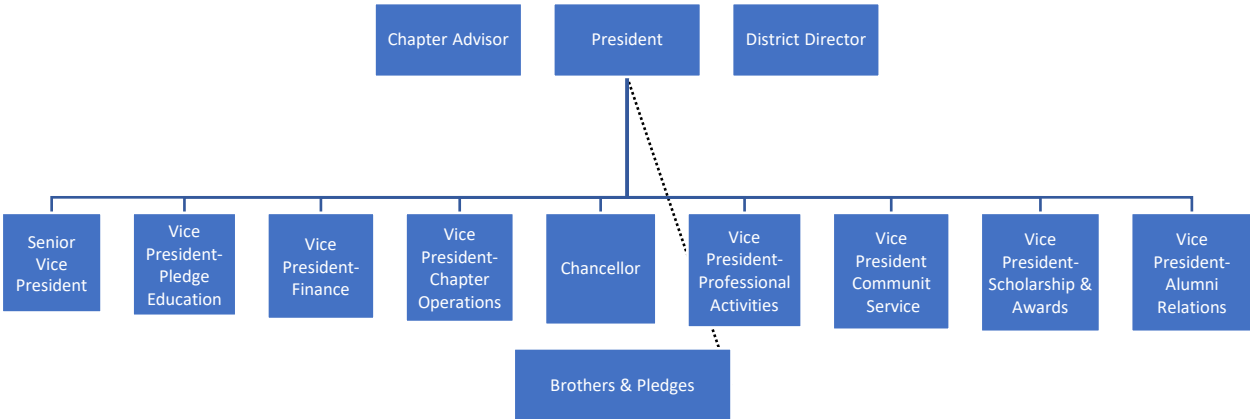 Chapter Advisor
President
District Director
Senior
Vice
President
Vice
President-
Pledge
Education
Vice
President-
Finance
Vice
President-
Chapter
Operations
Chancellor
Vice
President-
Professional
Activities
Vice
President
Communit
Service
Vice
President-
Scholarship &
Awards
Vice
President-
Alumni
Relations
Brothers & Pledges